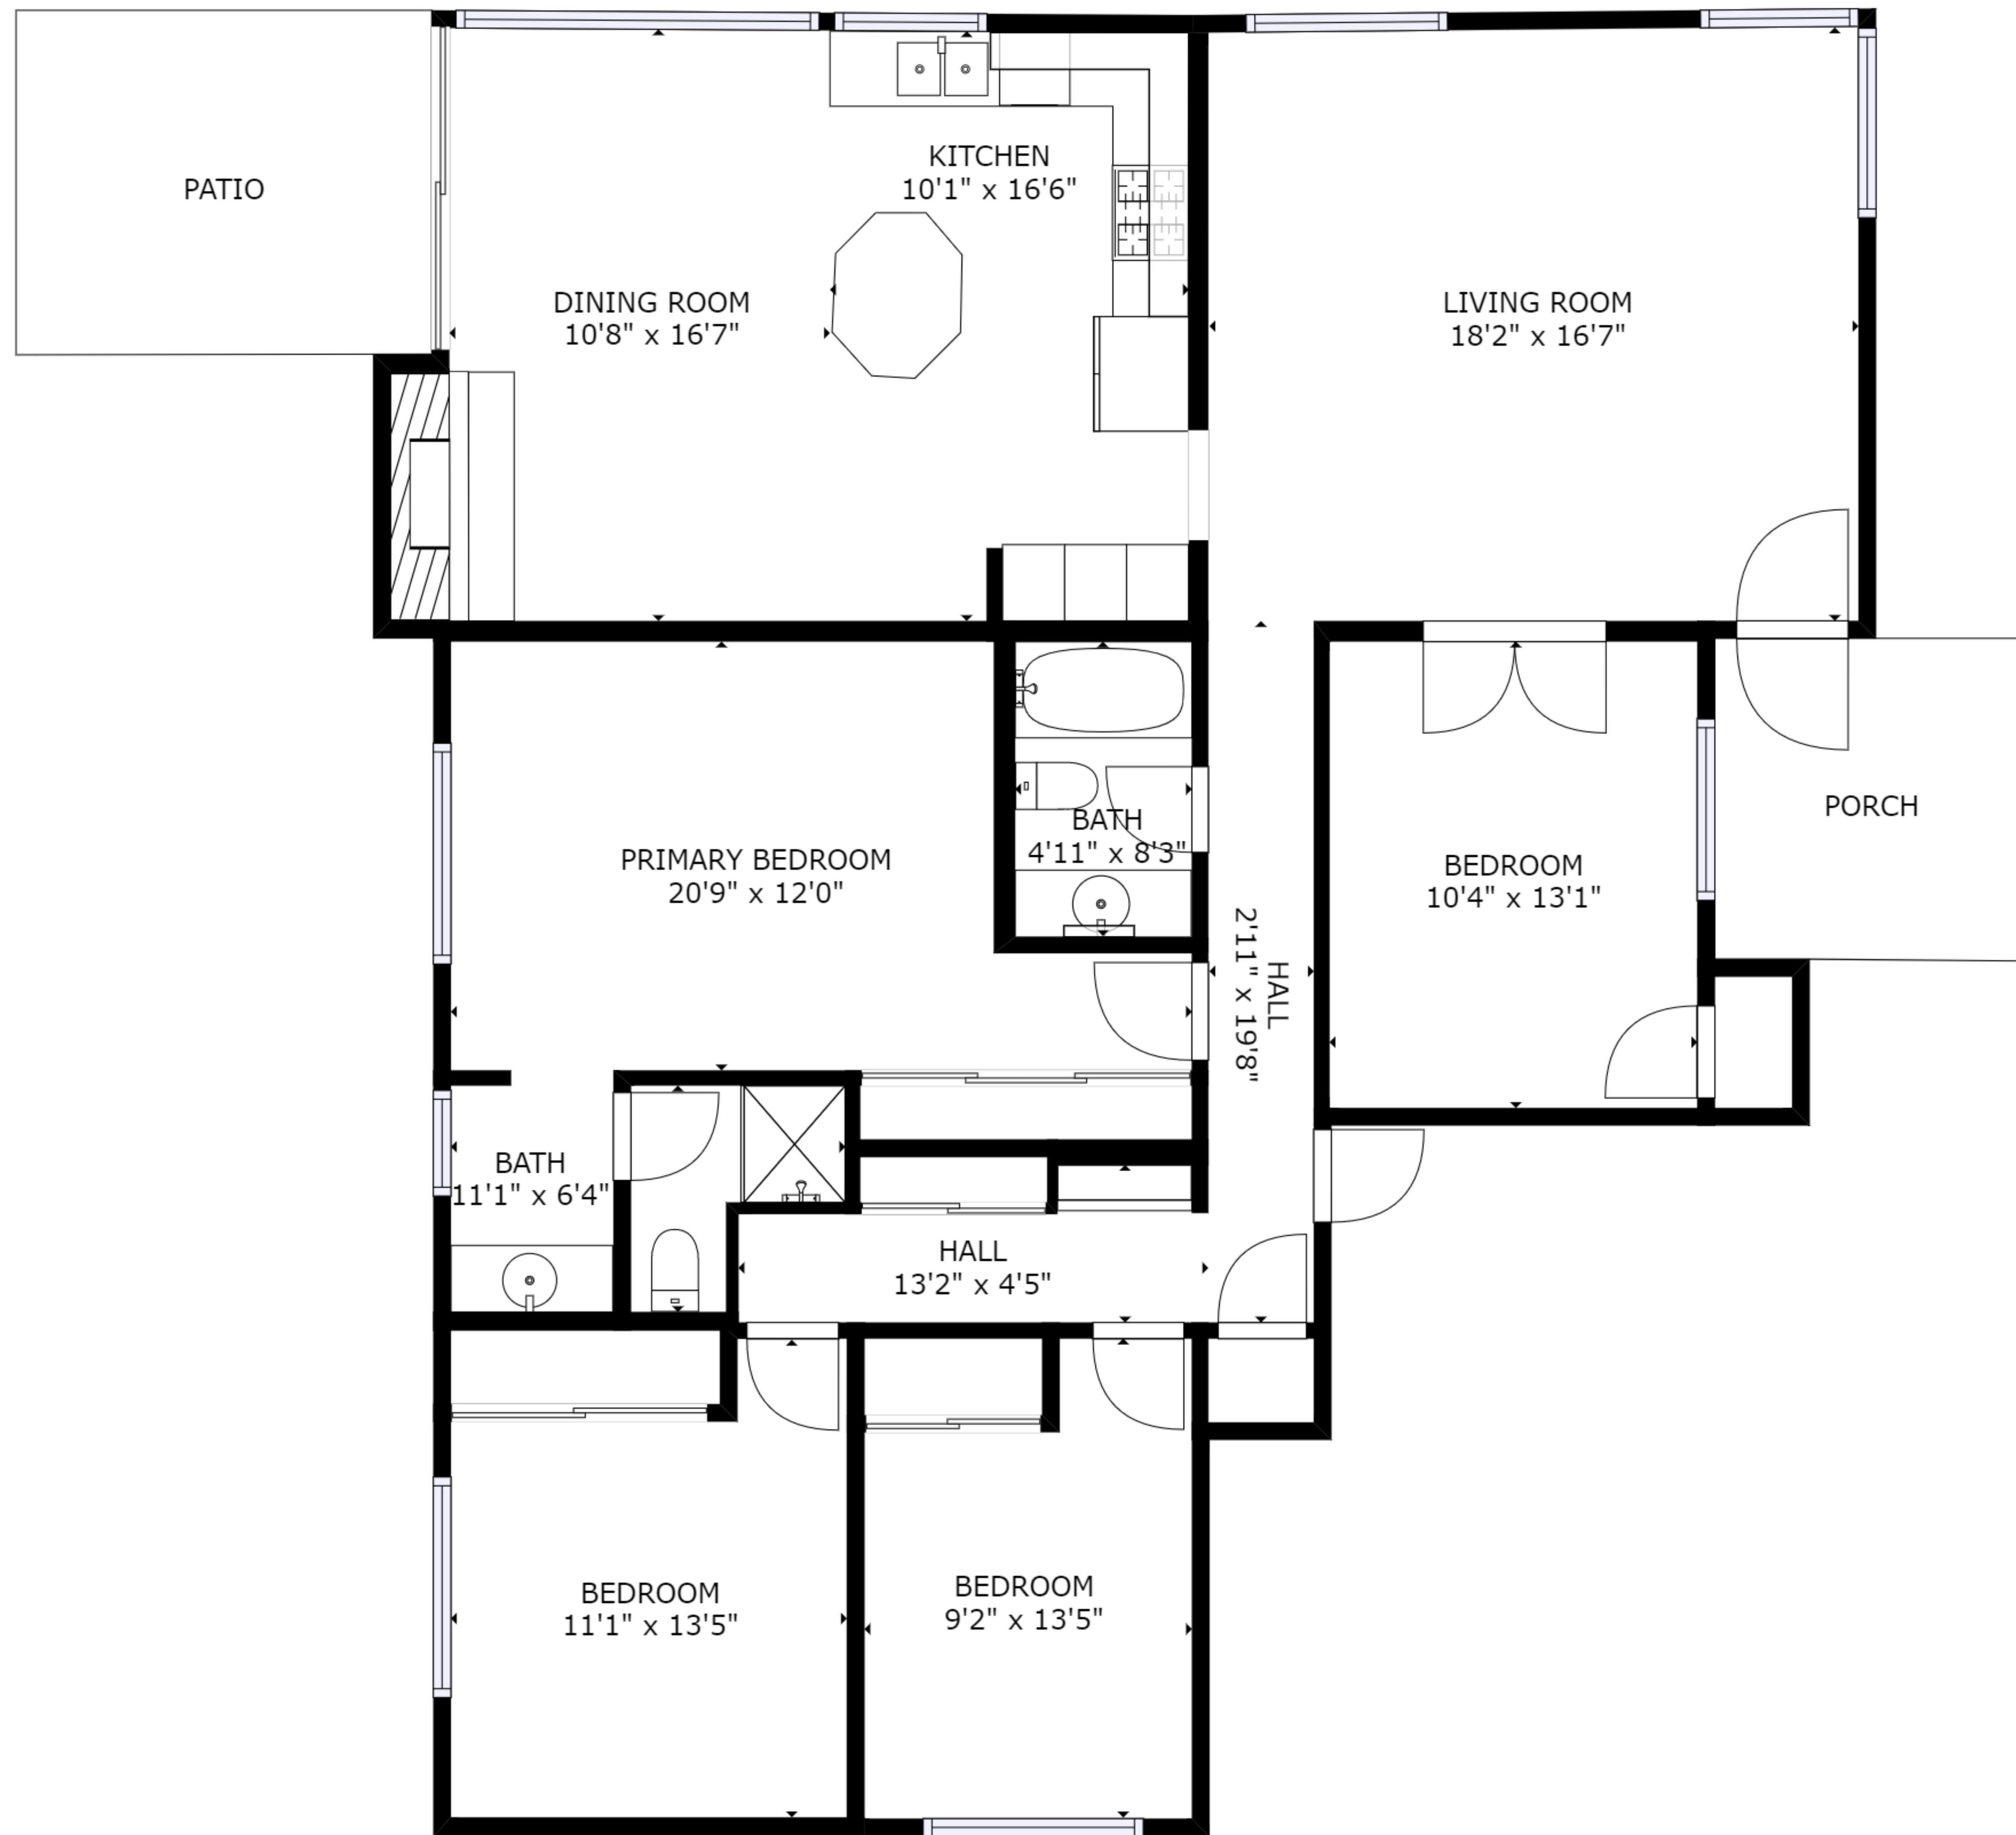 PATIO
KITCHEN
10'1" x 16'6"
DINING ROOM
10'8" x 16'7"
LIVING ROOM
18'2" x 16'7"
PRIMARY BEDROOM
20'9" x 12'0"
BATH
4'11" x 8'3"
HALL
2'11" x 19'8"
BEDROOM
10'4" x 13'1"
PORCH
BATH
11'1" x 6'4"
HALL
13'2" x 4'5"
BEDROOM
11'1" x 13'5"
BEDROOM
9'2" x 13'5"